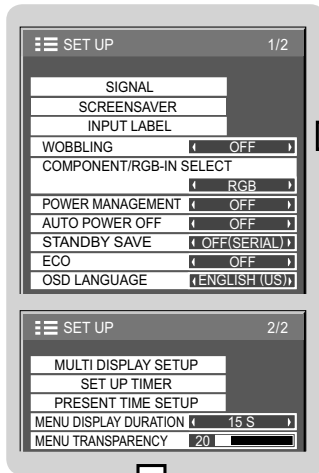 SET UP 1/2
SIGNAL
SCREENSAVER
INPUT LABEL
WOBBLING OFF
COMPONENT/RGB-IN SELECT
RGB
POWER MANAGEMENT OFF
AUTO POWER OFF OFF
STANDBY SAVE OFF(SERIAL)
ECO OFF
OSD LANGUAGE ENGLISH (US)
SET UP 2/2
MULTI DISPLAY SETUP
SET UP TIMER
PRESENT TIME SETUP
MENU DISPLAY DURATION 15 S
MENU TRANSPARENCY 20